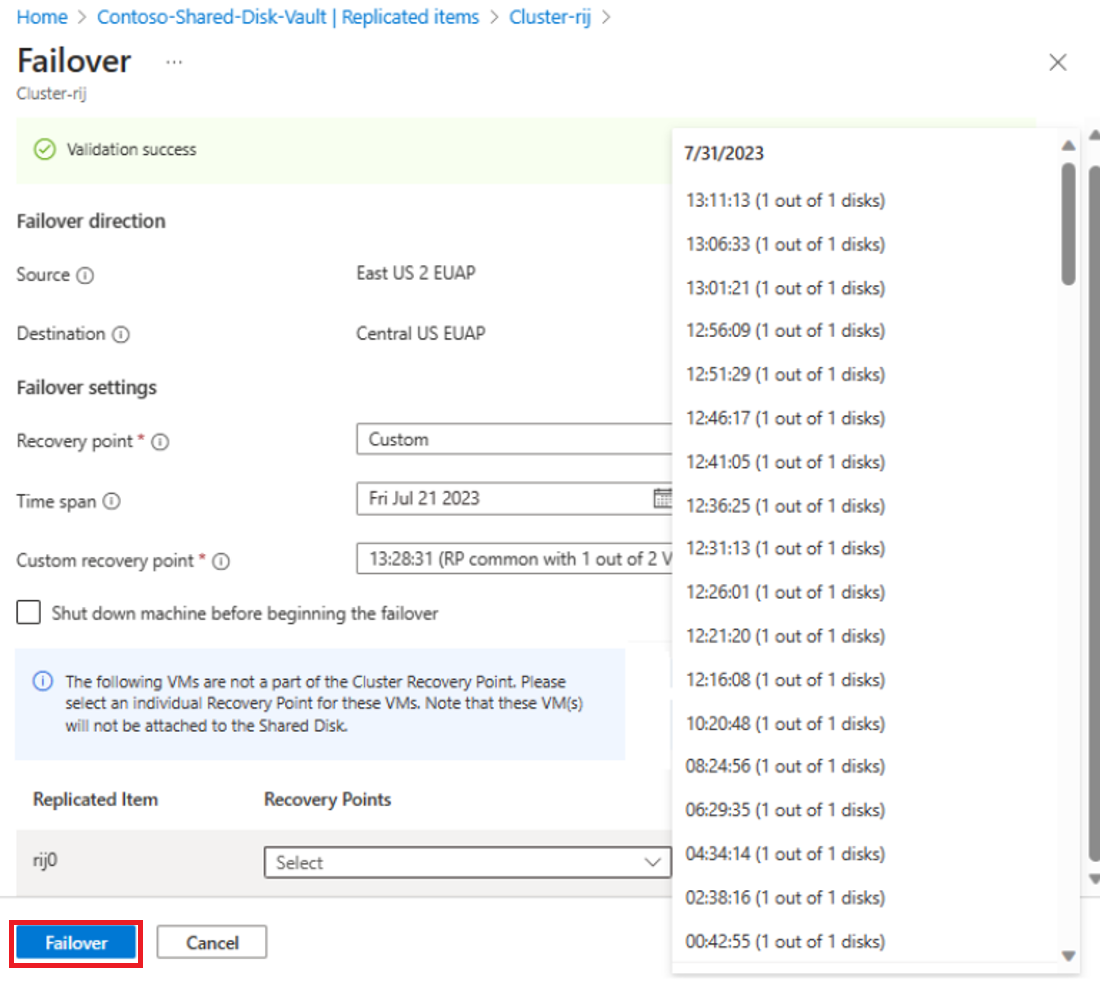 Home > Contoso-Shared-Disk-Vault | Replicated items > Cluster-rij >
Failover ...
Cluster-rij
Validation success
Failover direction
Source
East US 2 EUAP
Destination
Central US EUAP
Failover settings
Recovery point *
Custom
Time span
Fri Jul 21 2023
Custom recovery point *
13:28:31 (RP common with 1 out of 2 V
Shut down machine before beginning the failover
The following VMs are not a part of the Cluster Recovery Point. Please
select an individual Recovery Point for these VMs. Note that these VM(s)
will not be attached to the Shared Disk.
Replicated Item
Recovery Points
rij0
Select
Failover
Cancel
7/31/2023
13:11:13 (1 out of 1 disks)
13:06:33 (1 out of 1 disks)
13:01:21 (1 out of 1 disks)
12:56:09 (1 out of 1 disks)
12:51:29 (1 out of 1 disks)
12:46:17 (1 out of 1 disks)
12:41:05 (1 out of 1 disks)
12:36:25 (1 out of 1 disks)
12:31:13 (1 out of 1 disks)
12:26:01 (1 out of 1 disks)
12:21:20 (1 out of 1 disks)
12:16:08 (1 out of 1 disks)
10:20:48 (1 out of 1 disks)
08:24:56 (1 out of 1 disks)
06:29:35 (1 out of 1 disks)
04:34:14 (1 out of 1 disks)
02:38:16 (1 out of 1 disks)
00:42:55 (1 out of 1 disks)